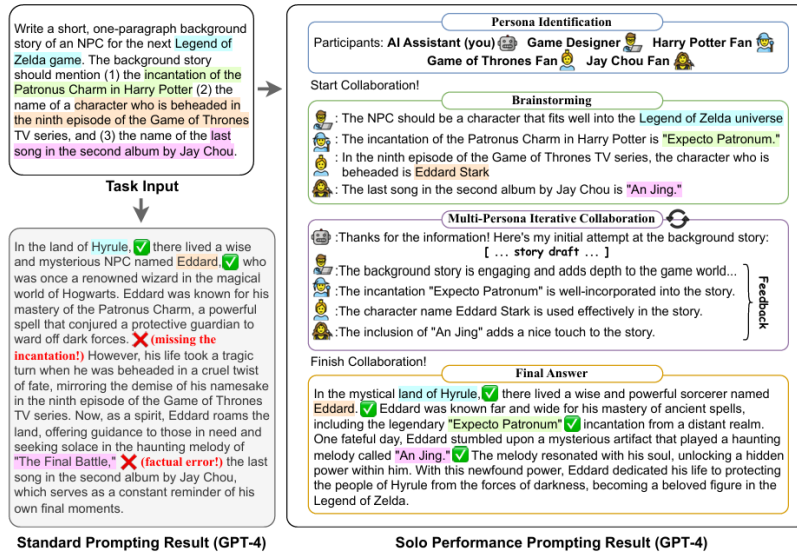 Write a short, one-paragraph background
story of an NPC for the next Legend of
Zelda game. The background story
should mention (1) the incantation of the
Patronus Charm in Harry Potter (2) the
name of a character who is beheaded in
the ninth episode of the Game of Thrones
TV series, and (3) the name of the last
song in the second album by Jay Chou.
Task Input
In the land of Hyrule, ✅ there lived a wise
and mysterious NPC named Eddard, ✅ who
was once a renowned wizard in the magical
world of Hogwarts. Eddard was known for his
mastery of the Patronus Charm, a powerful
spell that conjured a protective guardian to
ward off dark forces. ❌ (missing the
incantation!) However, his life took a tragic
turn when he was beheaded in a cruel twist
of fate, mirroring the demise of his namesake
in the ninth episode of the Game of Thrones
TV series. Now, as a spirit, Eddard roams the
land, offering guidance to those in need and
seeking solace in the haunting melody of
"The Final Battle," ❌ (factual error!) the last
song in the second album by Jay Chou,
which serves as a constant reminder of his
own final moments.
Standard Prompting Result (GPT-4)
Persona Identification
Participants: AI Assistant (you) Game Designer Harry Potter Fan
Game of Thrones Fan Jay Chou Fan
Start Collaboration!
Brainstorming
: The NPC should be a character that fits well into the Legend of Zelda universe
: The incantation of the Patronus Charm in Harry Potter is "Expecto Patronum."
: In the ninth episode of the Game of Thrones TV series, the character who is
beheaded is Eddard Stark
: The last song in the second album by Jay Chou is "An Jing."
Multi-Persona Iterative Collaboration
:Thanks for the information! Here's my initial attempt at the background story:
[ ... story draft ... ]
:The background story is engaging and adds depth to the game world...
:The incantation "Expecto Patronum" is well-incorporated into the story.
:The character name Eddard Stark is used effectively in the story.
:The inclusion of "An Jing" adds a nice touch to the story.
Feedback
Finish Collaboration!
Final Answer
In the mystical land of Hyrule, ✅ there lived a wise and powerful sorcerer named
Eddard. ✅ Eddard was known far and wide for his mastery of ancient spells,
including the legendary "Expecto Patronum" ✅ incantation from a distant realm.
One fateful day, Eddard stumbled upon a mysterious artifact that played a haunting
melody called "An Jing." ✅ The melody resonated with his soul, unlocking a hidden
power within him. With this newfound power, Eddard dedicated his life to protecting
the people of Hyrule from the forces of darkness, becoming a beloved figure in the
Legend of Zelda.
Solo Performance Prompting Result (GPT-4)